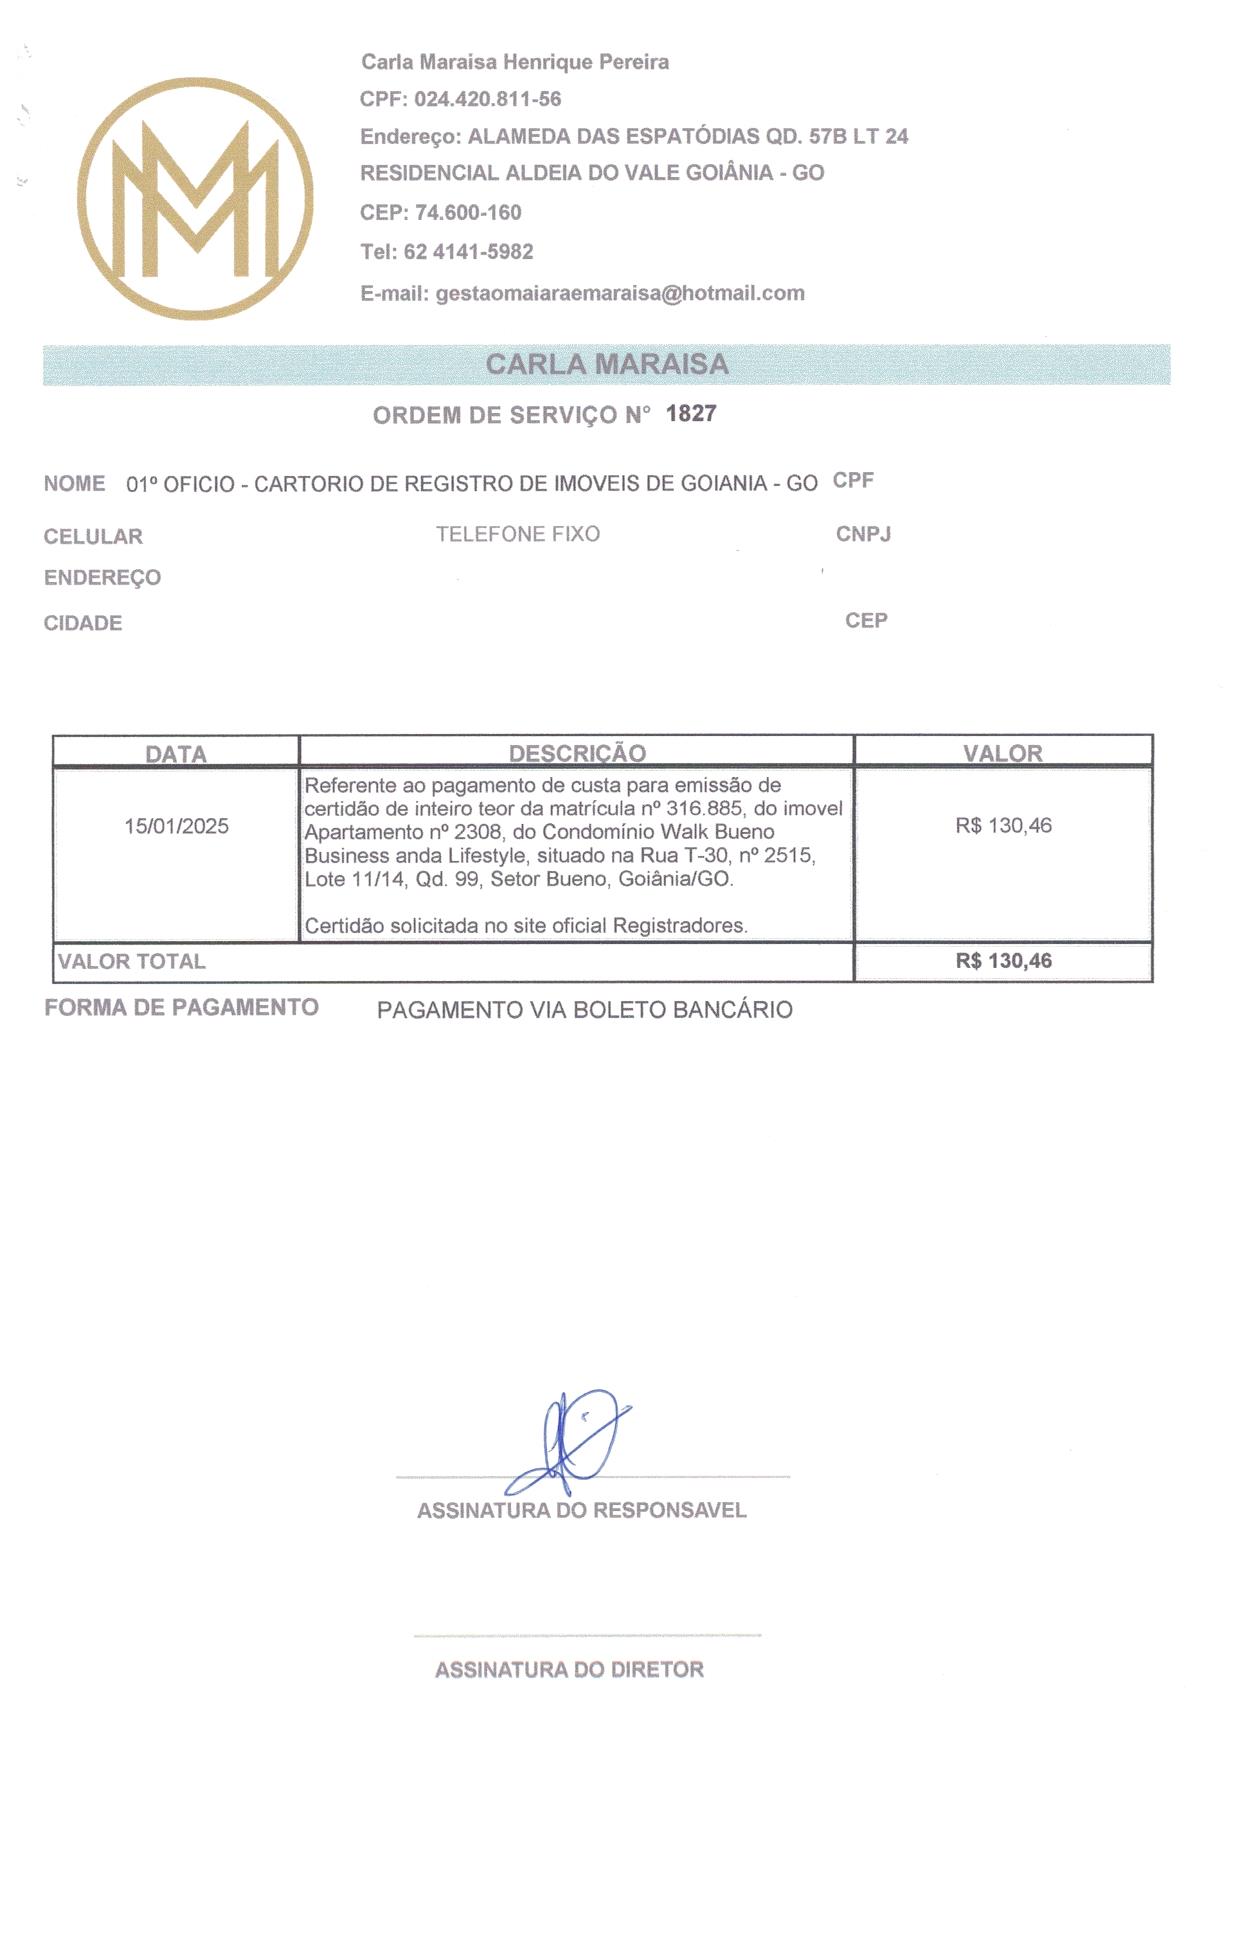 MM
Carla Maraisa Henrique Pereira
CPF: 024.420.811-56
Endereço: ALAMEDA DAS ESPATÓDIAS QD. 57B LT 24
RESIDENCIAL ALDEIA DO VALE GOIÂNIA - GO
CEP: 74.600-160
Tel: 62 4141-5982
E-mail: gestaomaiaraemaraisa@hotmail.com
CARLA MARAISA
ORDEM DE SERVIÇO N° 1827
NOME 01º OFICIO - CARTORIO DE REGISTRO DE IMOVEIS DE GOIANIA - GO CPF
CELULAR TELEFONE FIXO CNPJ
ENDEREÇO
CIDADE CEP
DATA DESCRIÇÃO VALOR
Referente ao pagamento de custa para emissão de
certidão de inteiro teor da matrícula nº 316.885, do imovel
15/01/2025 Apartamento nº 2308, do Condomínio Walk Bueno R$ 130,46
Business anda Lifestyle, situado na Rua T-30, nº 2515,
Lote 11/14, Qd. 99, Setor Bueno, Goiânia/GO.
Certidão solicitada no site oficial Registradores.
VALOR TOTAL R$ 130,46
FORMA DE PAGAMENTO PAGAMENTO VIA BOLETO BANCÁRIO
ASSINATURA DO RESPONSAVEL
ASSINATURA DO DIRETOR